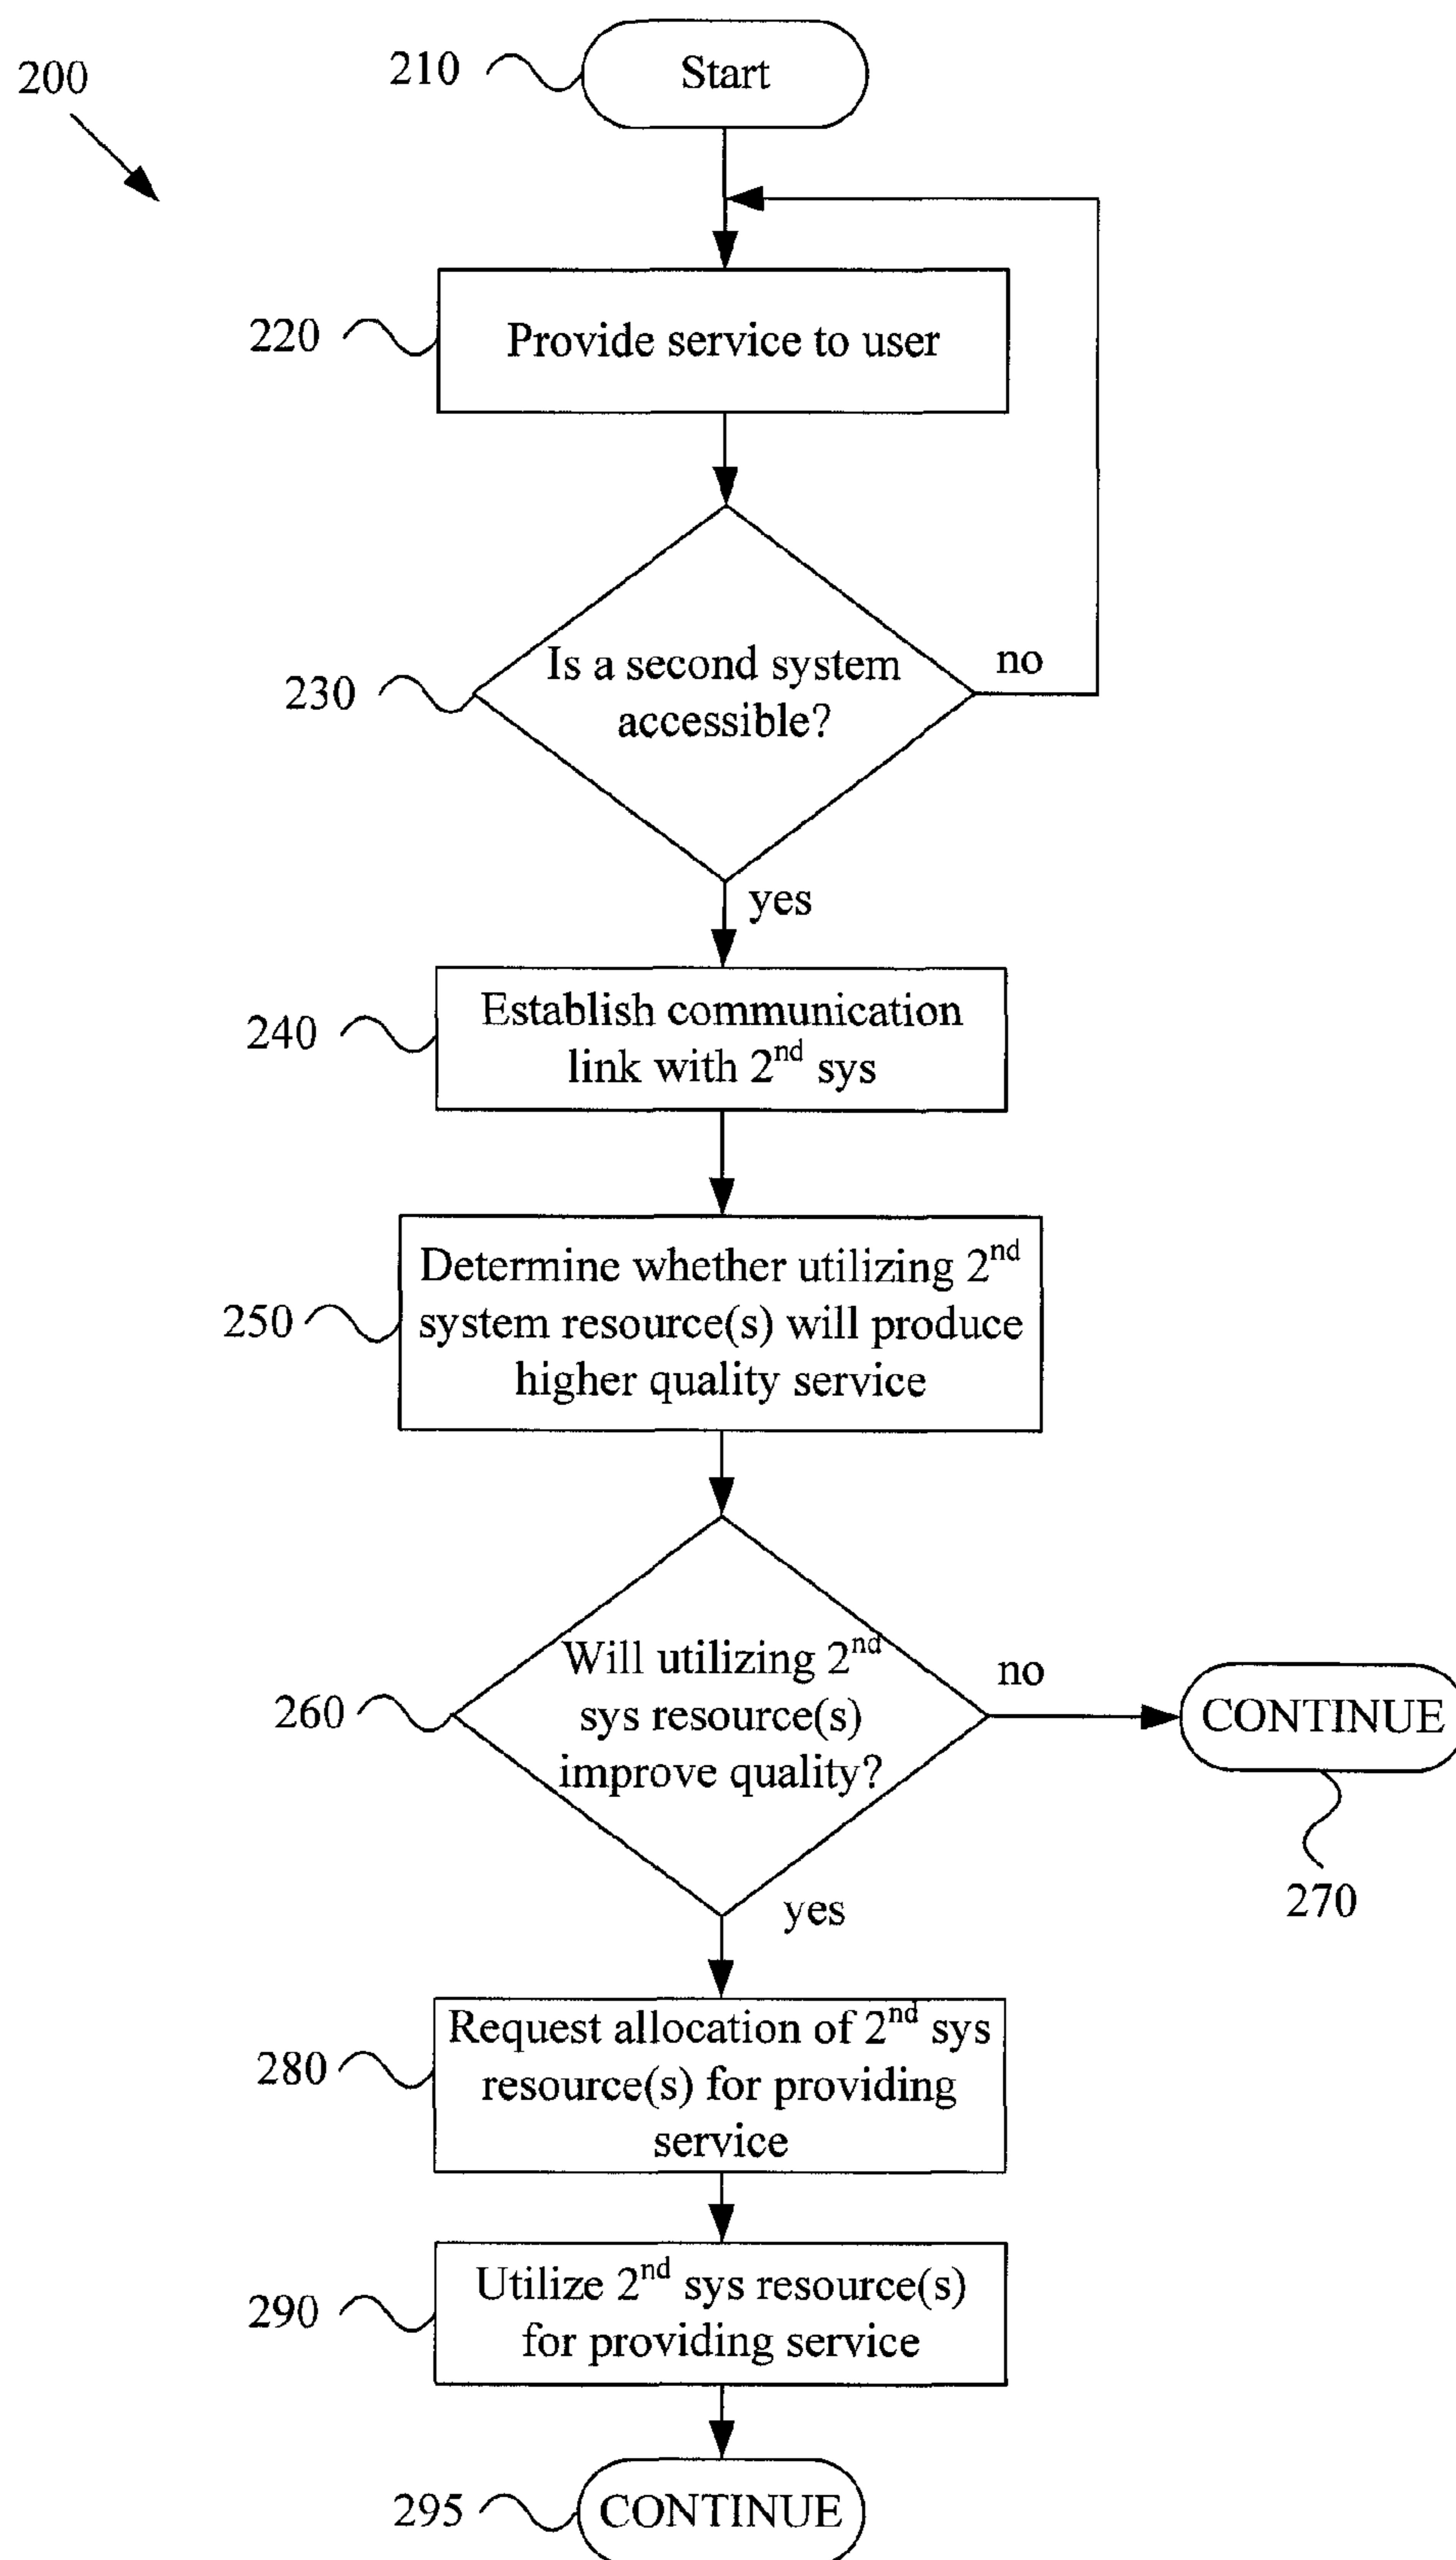 200
210
Start
220
Provide service to user
230
Is a second system
accessible?
no
yes
240
Establish communication
link with 2nd sys
250
Determine whether utilizing 2nd
system resource(s) will produce
higher quality service
260
Will utilizing 2nd
sys resource(s)
improve quality?
no
CONTINUE
270
yes
280
Request allocation of 2nd sys
resource(s) for providing
service
290
Utilize 2nd sys resource(s)
for providing service
295
CONTINUE